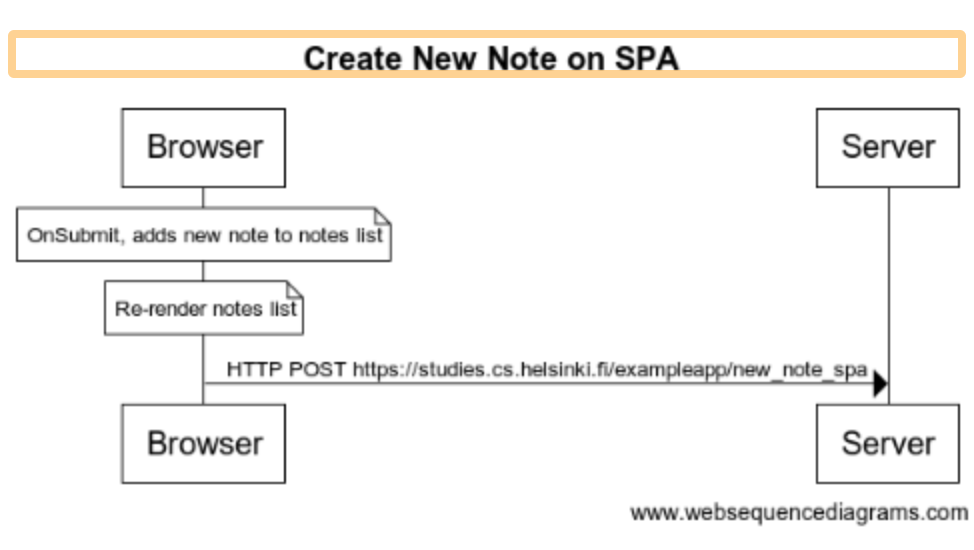 Create New Note on SPA
Browser
Server
OnSubmit, adds new note to notes list
Re-render notes list
HTTP POST https://studies.cs.helsinki.fi/exampleapp/new_note_spa
Browser
Server
www.websequencediagrams.com